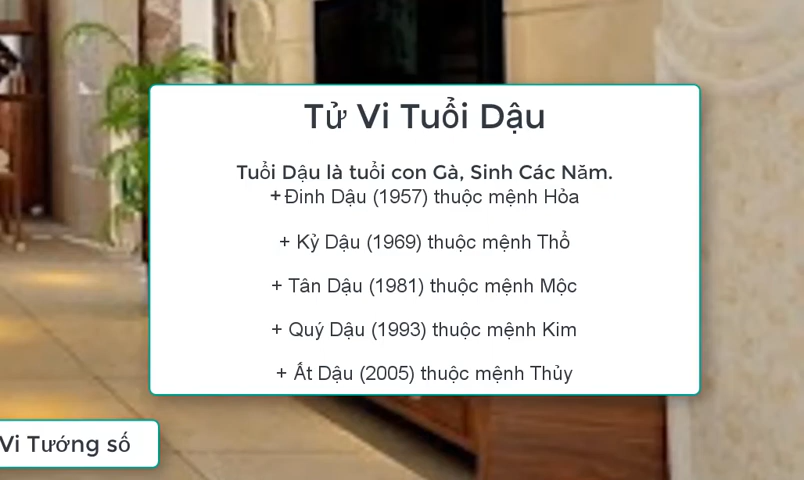 Tử Vi Tuổi Dậu
Tuổi Dậu là tuổi con Gà, Sinh Các Năm.
+ Đinh Dậu (1957) thuộc mệnh Hỏa
+ Kỷ Dậu (1969) thuộc mệnh Thổ
+ Tân Dậu (1981) thuộc mệnh Mộc
+ Quý Dậu (1993) thuộc mệnh Kim
+ Ất Dậu (2005) thuộc mệnh Thủy
Vi Tướng số